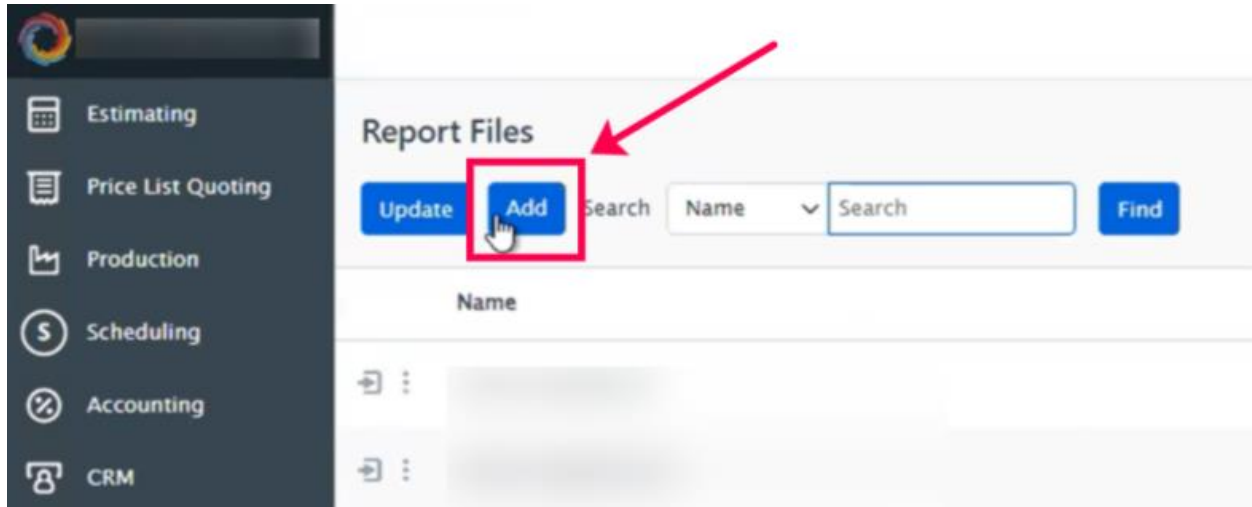 Estimating
Price List Quoting
Production
S
Scheduling
Accounting
CRM
Report Files
Update Add Search Name Search Find
Name